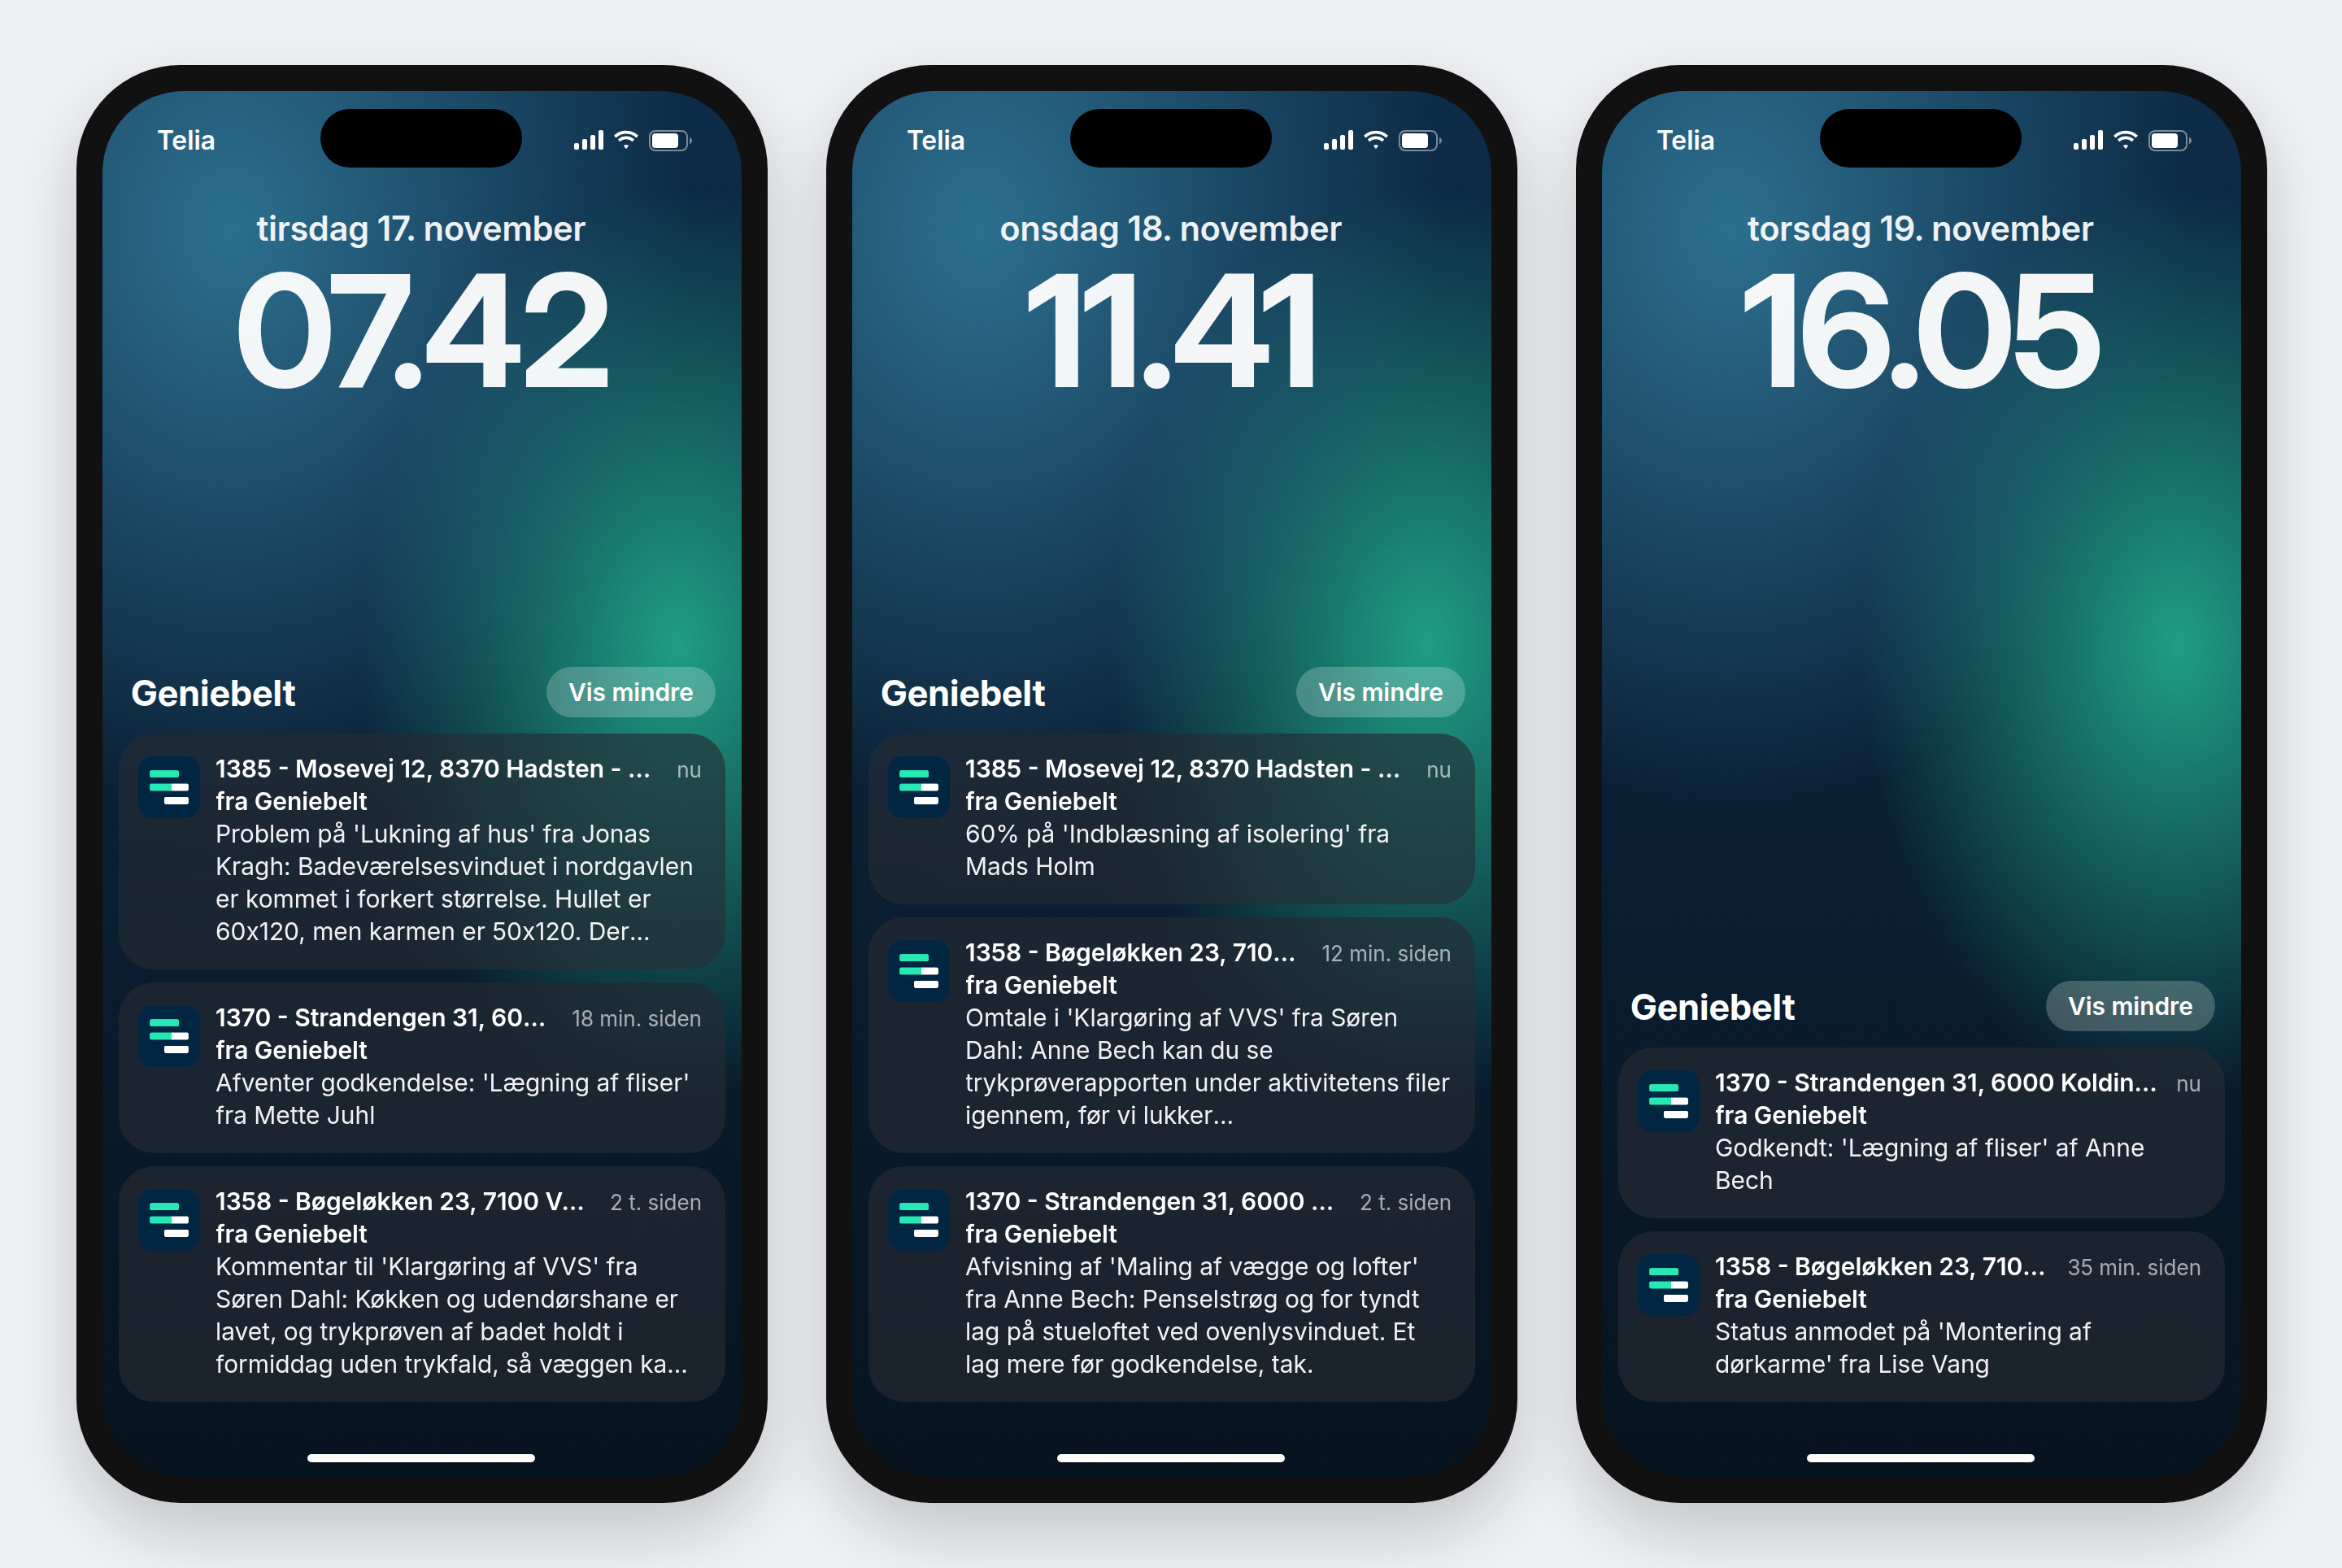 Telia
tirsdag 17. november
07.42
Geniebelt
Vis mindre
1385 - Mosevej 12, 8370 Hadsten - ...
nu
fra Geniebelt
Problem på 'Lukning af hus' fra Jonas
Kragh: Badeværelsesvinduet i nordgavlen
er kommet i forkert størrelse. Hullet er
60x120, men karmen er 50x120. Der...
1370 - Strandengen 31, 60...
18 min. siden
fra Geniebelt
Afventer godkendelse: 'Lægning af fliser'
fra Mette Juhl
1358 - Bøgeløkken 23, 7100 V...
2 t. siden
fra Geniebelt
Kommentar til 'Klargøring af VVS' fra
Søren Dahl: Køkken og udendørshane er
lavet, og trykprøven af badet holdt i
formiddag uden trykfald, så væggen ka...
Telia
onsdag 18. november
11.41
Geniebelt
Vis mindre
1385 - Mosevej 12, 8370 Hadsten - ...
nu
fra Geniebelt
60% på 'Indblæsning af isolering' fra
Mads Holm
1358 - Bøgeløkken 23, 710...
12 min. siden
fra Geniebelt
Omtale i 'Klargøring af VVS' fra Søren
Dahl: Anne Bech kan du se
trykprøverapporten under aktivitetens filer
igennem, før vi lukker...
1370 - Strandengen 31, 6000 ...
2 t. siden
fra Geniebelt
Afvisning af 'Maling af vægge og lofter'
fra Anne Bech: Penselstrøg og for tyndt
lag på stueloftet ved ovenlysvinduet. Et
lag mere før godkendelse, tak.
Telia
torsdag 19. november
16.05
Geniebelt
Vis mindre
1370 - Strandengen 31, 6000 Koldin...
nu
fra Geniebelt
Godkendt: 'Lægning af fliser' af Anne
Bech
1358 - Bøgeløkken 23, 710...
35 min. siden
fra Geniebelt
Status anmodet på 'Montering af
dørkarme' fra Lise Vang